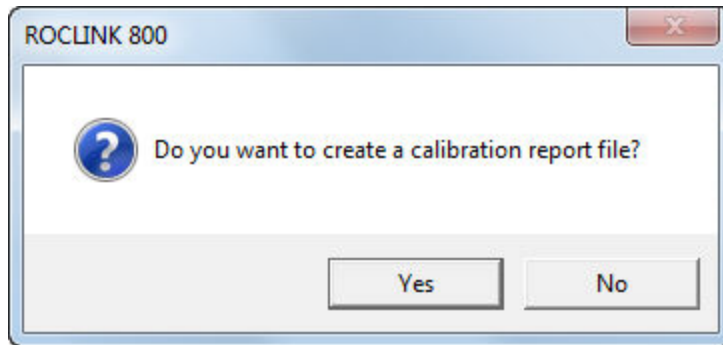 ROCLINK 800
Do you want to create a calibration report file?
Yes No